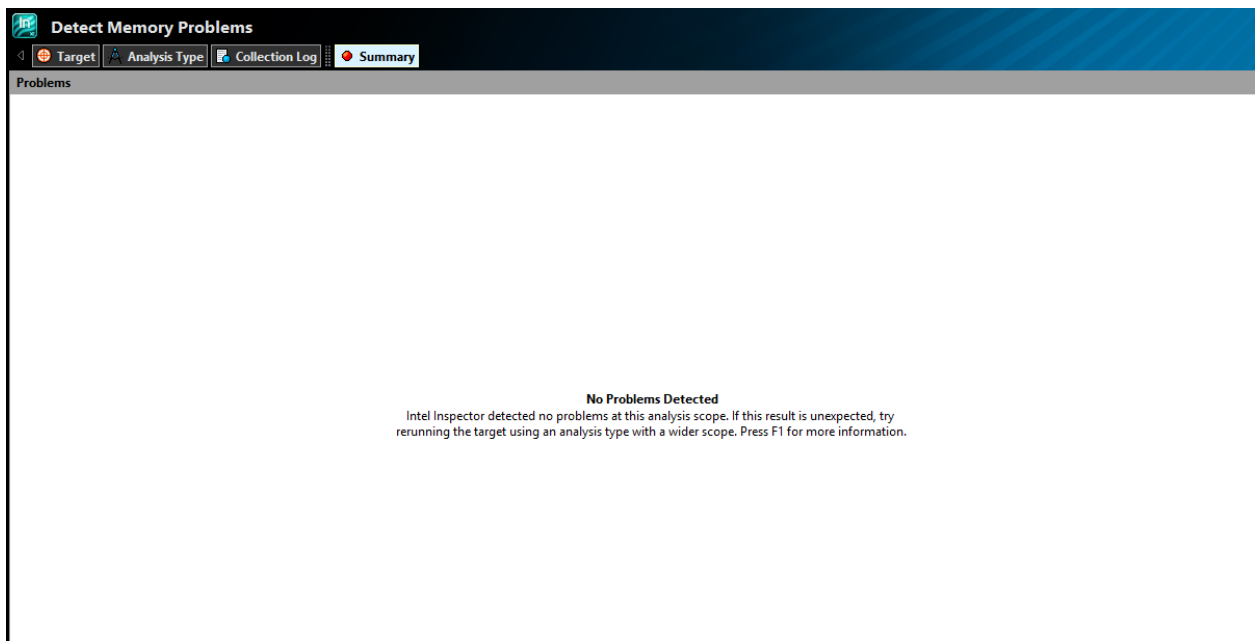 Detect Memory Problems
Target Analysis Type Collection Log Summary
Problems
No Problems Detected
Intel Inspector detected no problems at this analysis scope. If this result is unexpected, try
rerunning the target using an analysis type with a wider scope. Press F1 for more information.